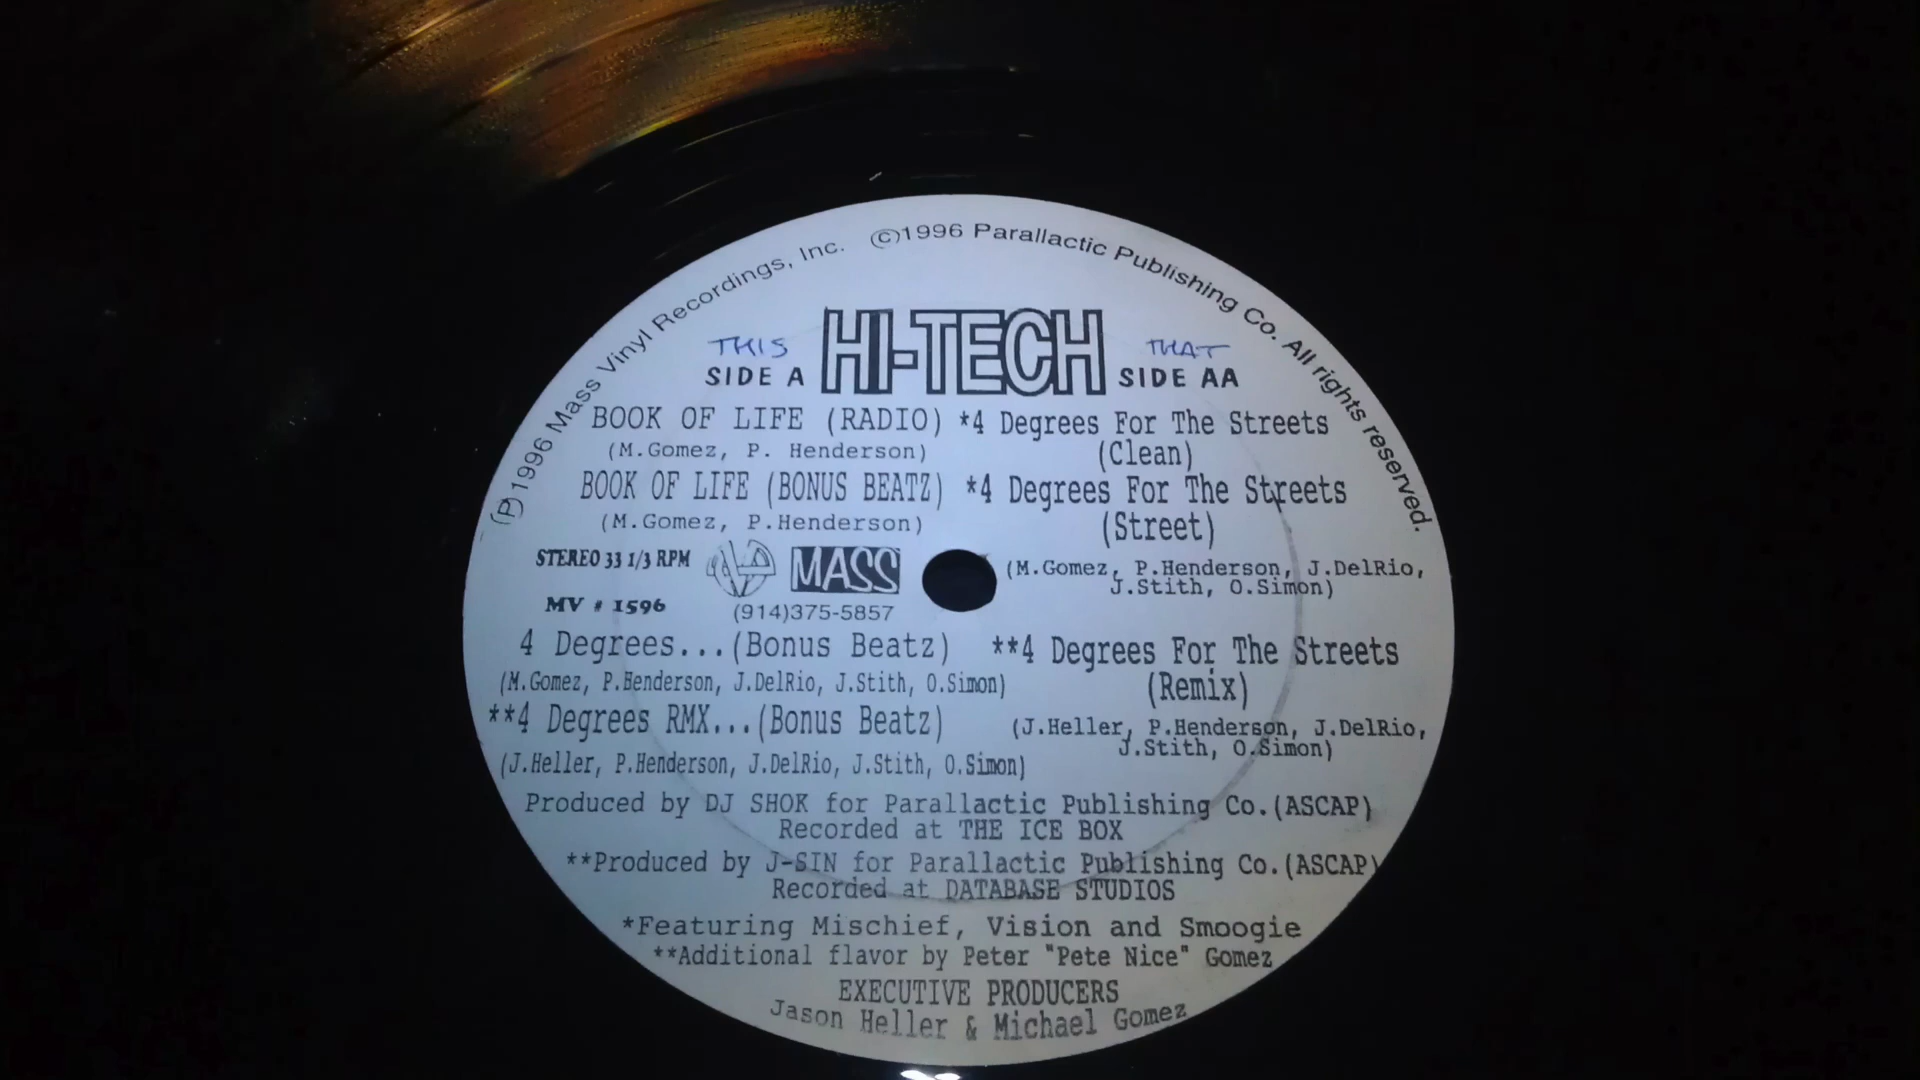 (P)1996 Mass Vinyl Recordings, Inc. ©1996 Parallactic Publishing Co. All rights reserved.
THIS
THAT
SIDE A HI-TECH SIDE AA
BOOK OF LIFE (RADIO)
(M.Gomez, P. Henderson)
BOOK OF LIFE (BONUS BEATZ)
(M.Gomez, P.Henderson)
STEREO 33 1/3 RPM
MV # 1596
MASS
(914)375-5857
4 Degrees...(Bonus Beatz)
(M.Gomez, P.Henderson, J.DelRio, J.Stith, O.Simon)
**4 Degrees RMX...(Bonus Beatz)
(J.Heller, P.Henderson, J.DelRio, J.Stith, O.Simon)
*4 Degrees For The Streets
(Clean)
*4 Degrees For The Streets
(Street)
(M.Gomez, P.Henderson, J.DelRio,
J.Stith, O.Simon)
**4 Degrees For The Streets
(Remix)
(J.Heller, P.Henderson, J.DelRio,
J.Stith, O.Simon)
Produced by DJ SHOK for Parallactic Publishing Co.(ASCAP)
Recorded at THE ICE BOX
**Produced by J-SIN for Parallactic Publishing Co.(ASCAP)
Recorded at DATABASE STUDIOS
*Featuring Mischief, Vision and Smoogie
**Additional flavor by Peter "Pete Nice" Gomez
EXECUTIVE PRODUCERS
Jason Heller & Michael Gomez